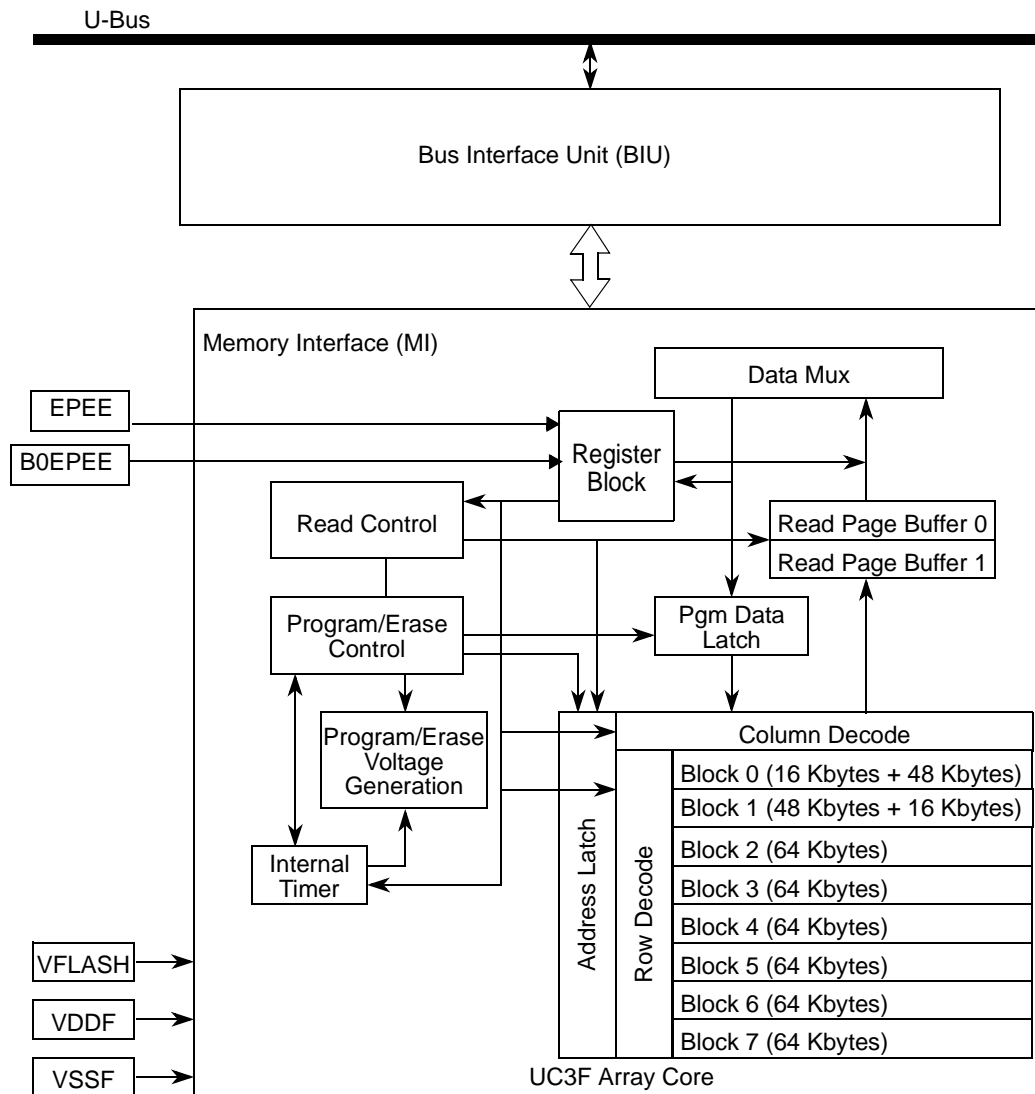 U-Bus
Bus Interface Unit (BIU)
Memory Interface (MI)
Data Mux
EPEE
B0EPEE
Register
Block
Read Control
Read Page Buffer 0
Read Page Buffer 1
Program/Erase
Control
Pgm Data
Latch
Program/Erase
Voltage
Generation
Internal
Timer
Address Latch
Row Decode
Column Decode
Block 0 (16 Kbytes + 48 Kbytes)
Block 1 (48 Kbytes + 16 Kbytes)
Block 2 (64 Kbytes)
Block 3 (64 Kbytes)
Block 4 (64 Kbytes)
Block 5 (64 Kbytes)
Block 6 (64 Kbytes)
Block 7 (64 Kbytes)
VFLASH
VDDF
VSSF
UC3F Array Core